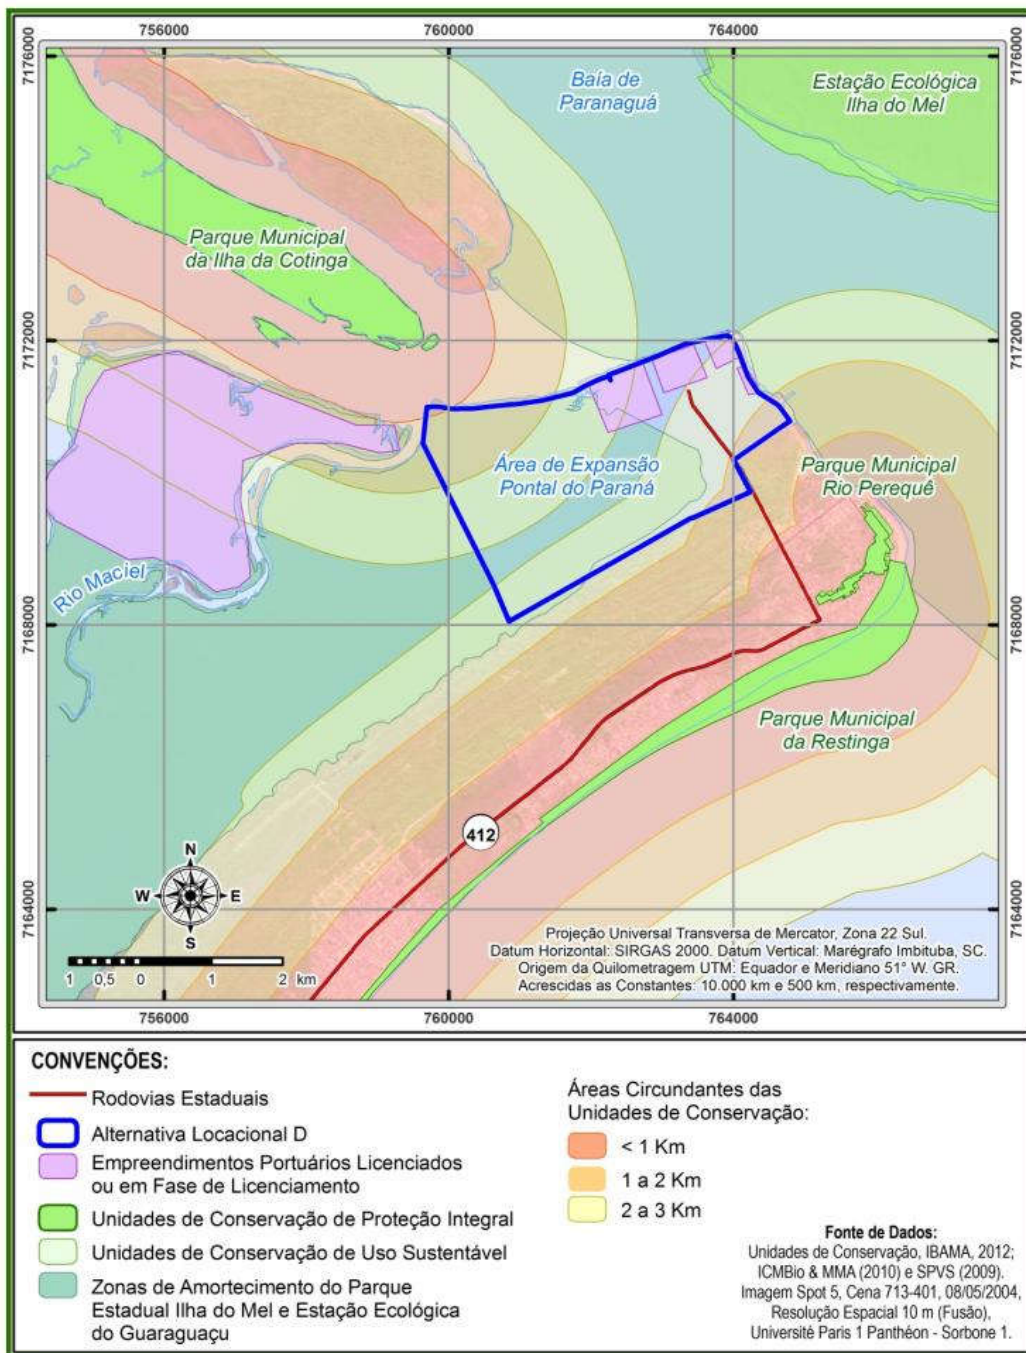 756000
760000
764000
7176000
7176000
Baía de
Paranaguá
Estação Ecológica
Ilha do Mel
Parque Municipal
da Ilha da Cotinga
7172000
7172000
Área de Expansão
Pontal do Paraná
Parque Municipal
Rio Perequê
Rio Maciel
7168000
7168000
Parque Municipal
da Restinga
412
N
W
E
S
7164000
7164000
Projeção Universal Transversa de Mercator, Zona 22 Sul.
Datum Horizontal: SIRGAS 2000. Datum Vertical: Marégrafo Imbituba, SC.
Origem da Quilometragem UTM: Equador e Meridiano 51° W. GR.
Acrescidas as Constantes: 10.000 km e 500 km, respectivamente.
1 0,5 0 1 2 km
756000
760000
764000
CONVENÇÕES:
Rodovias Estaduais
Alternativa Locacional D
Empreendimentos Portuários Licenciados
ou em Fase de Licenciamento
Unidades de Conservação de Proteção Integral
Unidades de Conservação de Uso Sustentável
Zonas de Amortecimento do Parque
Estadual Ilha do Mel e Estação Ecológica
do Guaraguaçu
Áreas Circundantes das
Unidades de Conservação:
< 1 Km
1 a 2 Km
2 a 3 Km
Fonte de Dados:
Unidades de Conservação, IBAMA, 2012;
ICMBio & MMA (2010) e SPVS (2009).
Imagem Spot 5, Cena 713-401, 08/05/2004,
Resolução Espacial 10 m (Fusão),
Université Paris 1 Panthéon - Sorbone 1.